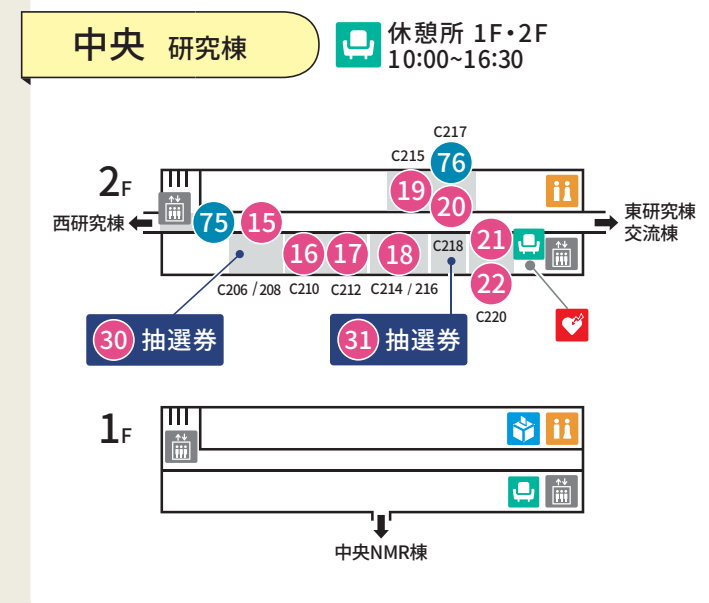 中央 研究棟
休憩所 1F・2F
10:00~16:30
2F
C217
C215
76
19
20
西研究棟
75
15
16
17
18
C218
21
22
東研究棟
交流棟
C206 / 208
C210
C212
C214 / 216
C220
30 抽選券
31 抽選券
1F
中央NMR棟